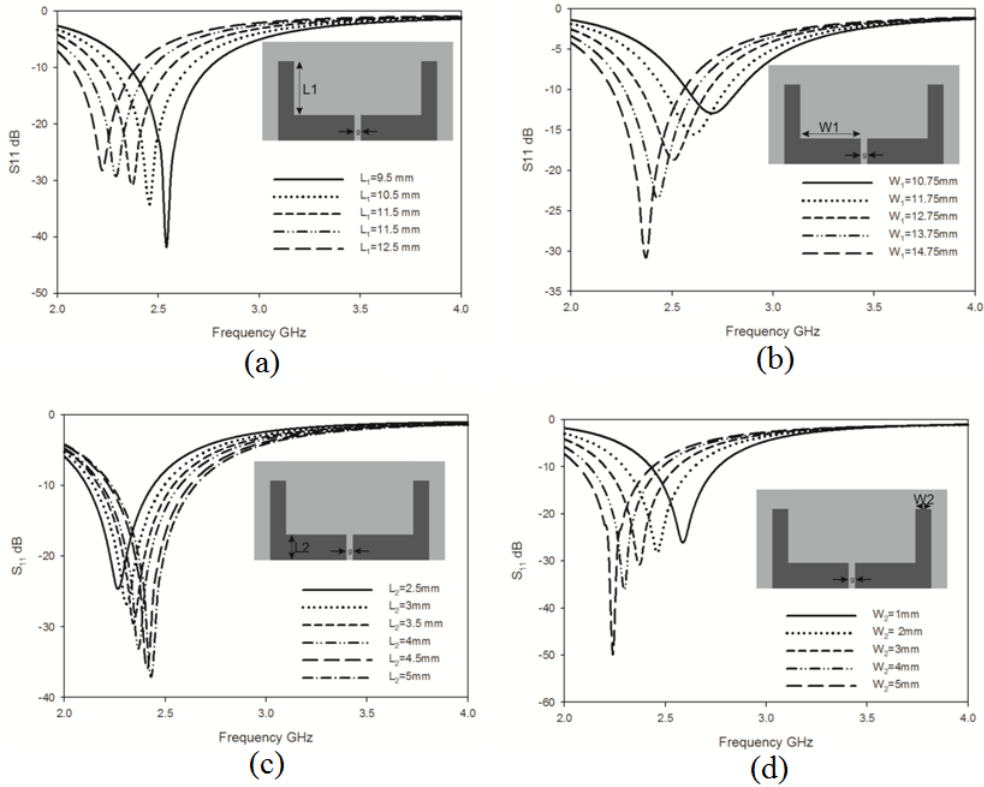 0
-10
-20
-30
-40
-50
S11 dB
2.0 2.5 3.0 3.5 4.0
Frequency GHz
L1
g
L₁=9.5 mm
L₁=10.5 mm
L₁=11.5 mm
L₁=11.5 mm
L₁=12.5 mm
(a)
0
-5
-10
-15
-20
-25
-30
-35
S11 dB
2.0 2.5 3.0 3.5 4.0
Frequency GHz
W1
g
W₁=10.75mm
W₁=11.75mm
W₁=12.75mm
W₁=13.75mm
W₁=14.75mm
(b)
0
-10
-20
-30
-40
S₁₁ dB
2.0 2.5 3.0 3.5 4.0
Frequency GHz
L2
g
L₂=2.5mm
L₂=3mm
L₂=3.5 mm
L₂=4mm
L₂=4.5mm
L₂=5mm
(c)
0
-10
-20
-30
-40
-50
-60
S₁₁ dB
2.0 2.5 3.0 3.5 4.0
Frequency GHz
W2
g
W₂=1mm
W₂= 2mm
W₂=3mm
W₂=4mm
W₂=5mm
(d)